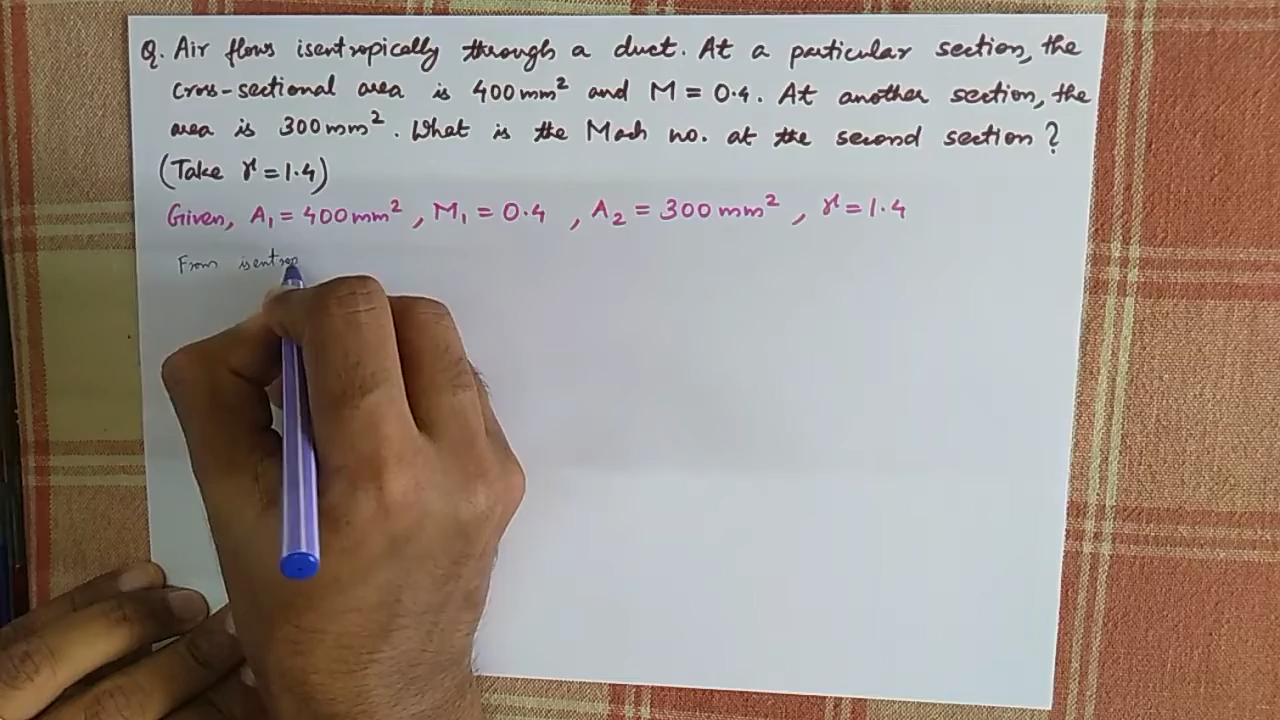 Q. Air flows isentropically through a duct. At a particular section, the
cross-sectional area is 400 mm² and M = 0.4. At another section, the
area is 300 mm². What is the Mach no. at the second section?
(Take γ = 1.4)
Given, A₁ = 400 mm², M₁ = 0.4, A₂ = 300 mm², γ = 1.4
From isentrop